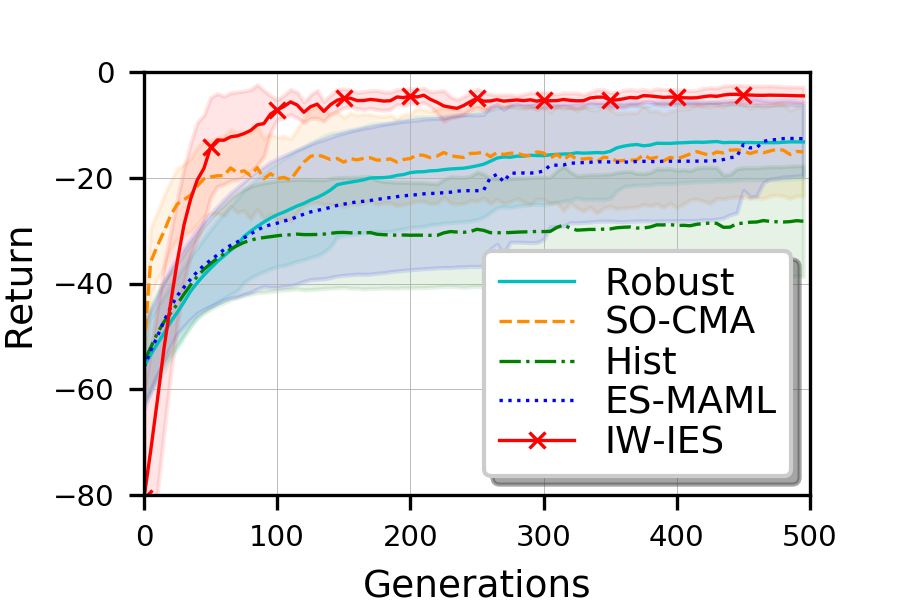 0
−20
−40
−60
−80
Return
0
100
200
300
400
500
Generations
Robust
SO-CMA
Hist
ES-MAML
IW-IES